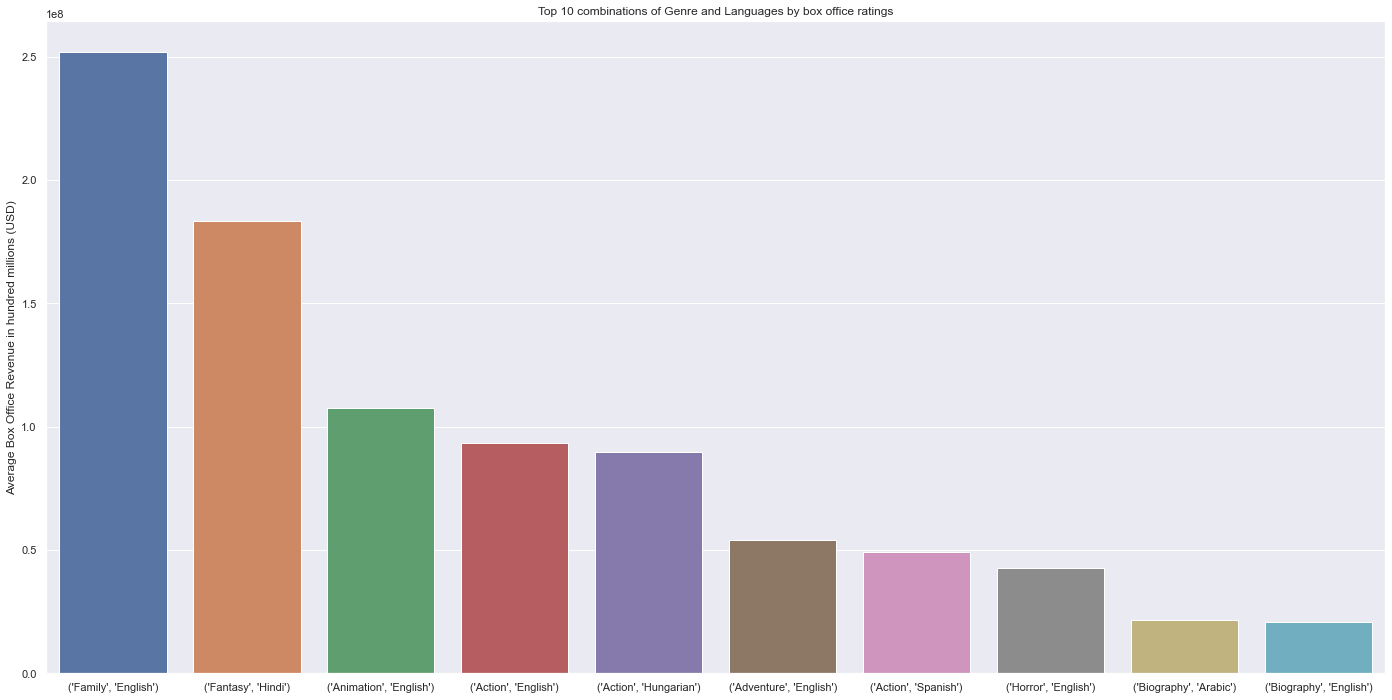 Top 10 combinations of Genre and Languages by box office ratings
1e8
Average Box Office Revenue in hundred millions (USD)
2.5
2.0
1.5
1.0
0.5
0.0
('Family', 'English')
('Fantasy', 'Hindi')
('Animation', 'English')
('Action', 'English')
('Action', 'Hungarian')
('Adventure', 'English')
('Action', 'Spanish')
('Horror', 'English')
('Biography', 'Arabic')
('Biography', 'English')